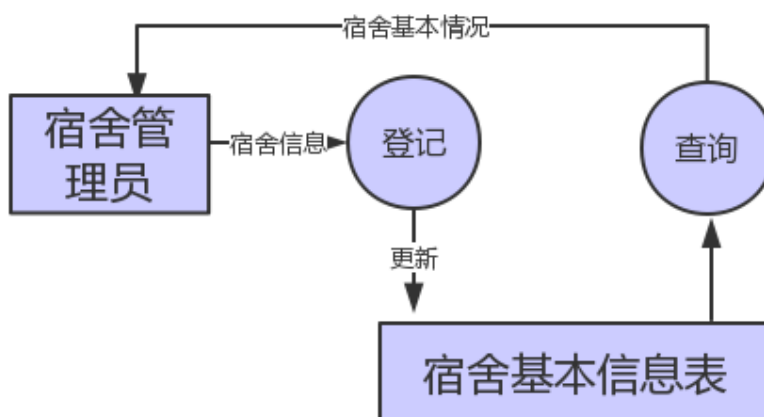 宿舍基本情况
宿舍管
理员
宿舍信息
登记
查询
更新
宿舍基本信息表